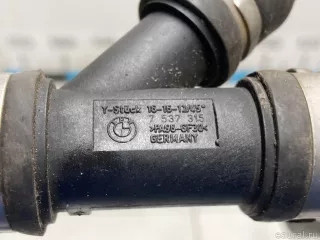 Y-Stück 16-16-12/45°
7 537 315
>PA66-GF30<
GERMANY